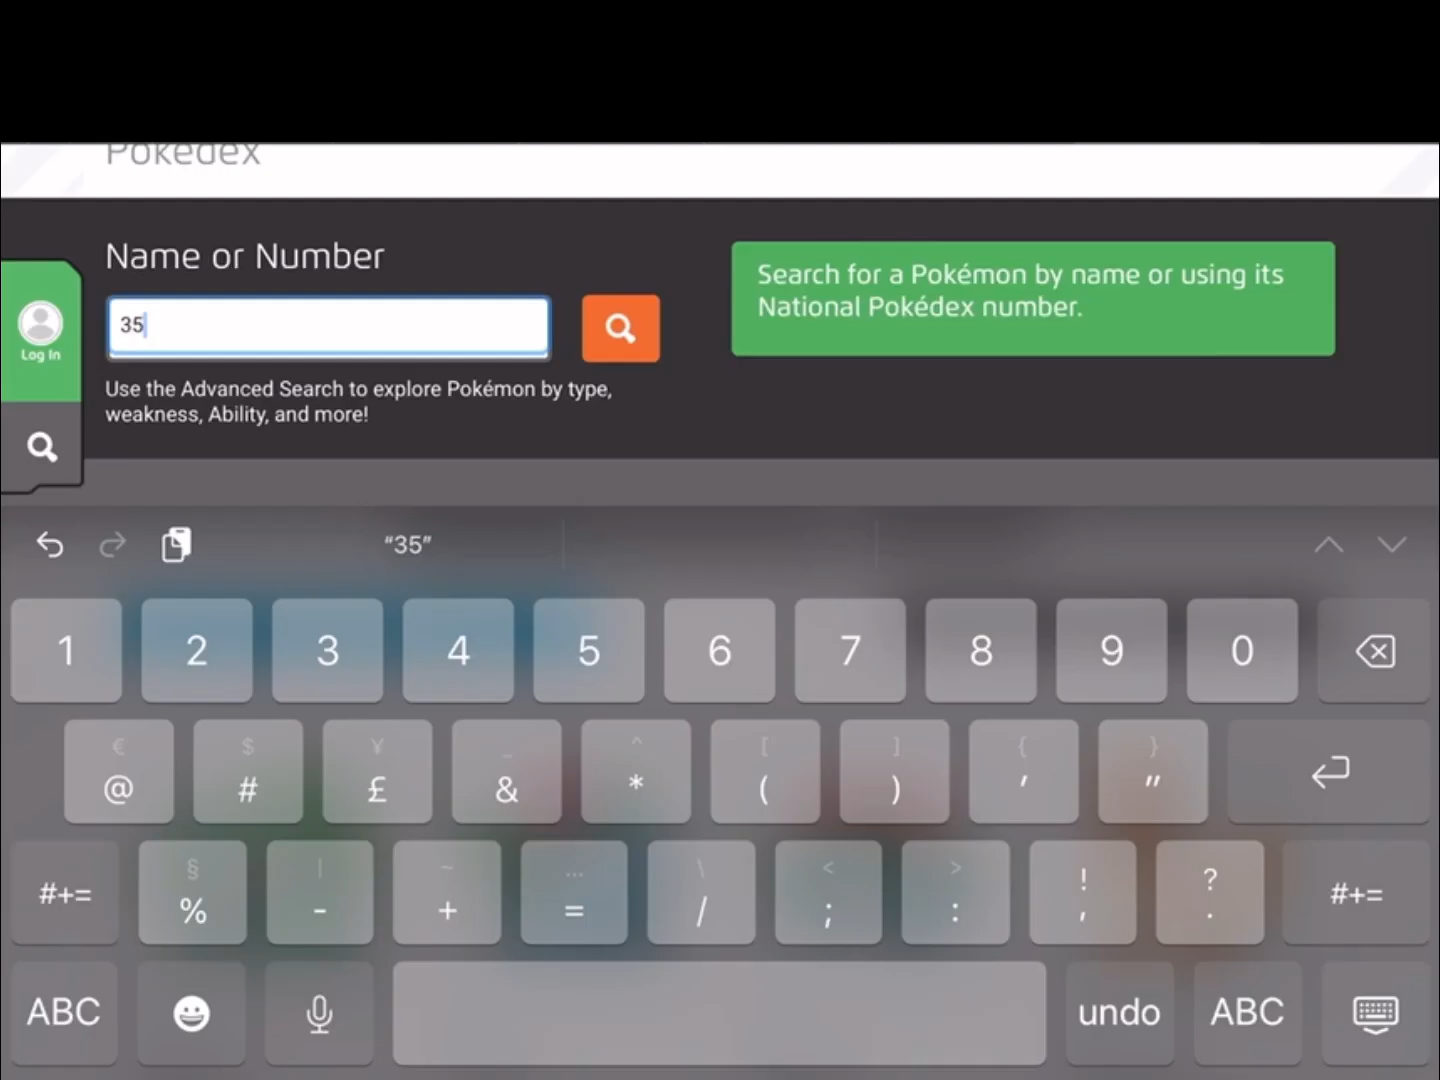 Pokédex
Name or Number
35
Search for a Pokémon by name or using its
National Pokédex number.
Log In
Use the Advanced Search to explore Pokémon by type,
weakness, Ability, and more!
“35”
1 2 3 4 5 6 7 8 9 0
€ $ ¥ _ ^ [ ] { }
@ # £ & * ( ) ' "
§ | ~ … \ < > ! ?
#+= % - + = / ; : , . #+=
ABC undo ABC